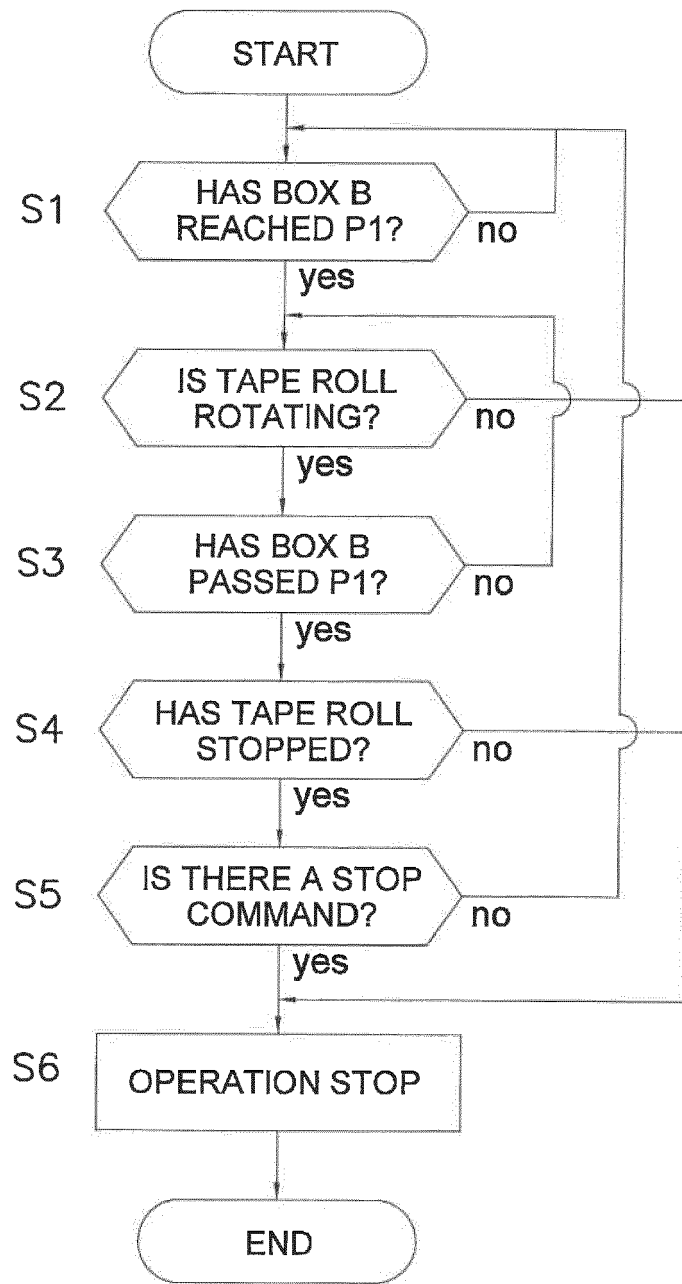 START
S1
HAS BOX B
REACHED P1?
no
yes
S2
IS TAPE ROLL
ROTATING?
no
yes
S3
HAS BOX B
PASSED P1?
no
yes
S4
HAS TAPE ROLL
STOPPED?
no
yes
S5
IS THERE A STOP
COMMAND?
no
yes
S6
OPERATION STOP
END